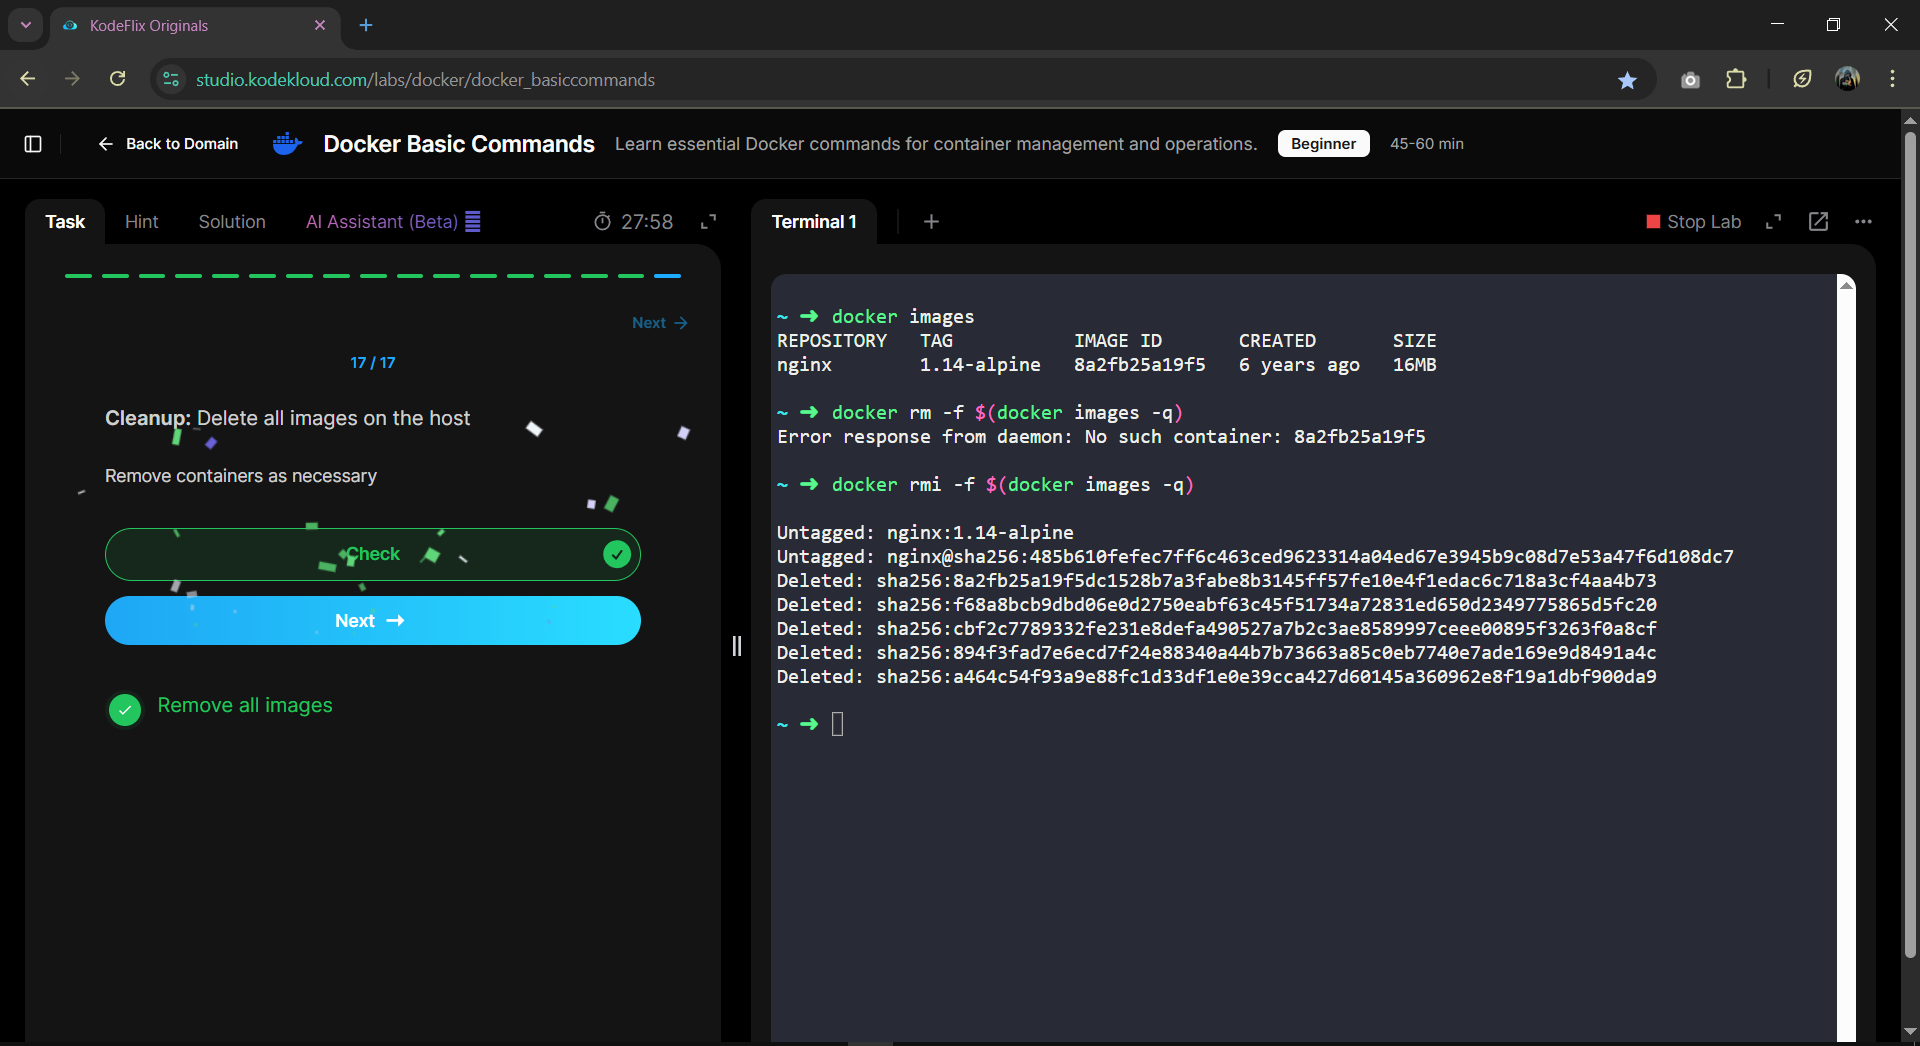 KodeFlix Originals
studio.kodekloud.com/labs/docker/docker_basiccommands
Back to Domain
Docker Basic Commands
Learn essential Docker commands for container management and operations.
Beginner
45-60 min
Task
Hint
Solution
AI Assistant (Beta)
27:58
Next →
17 / 17
Cleanup: Delete all images on the host
Remove containers as necessary
Check
Next →
Remove all images
Terminal 1
Stop Lab
~ ➜ docker images
REPOSITORY TAG IMAGE ID CREATED SIZE
nginx 1.14-alpine 8a2fb25a19f5 6 years ago 16MB
~ ➜ docker rm -f $(docker images -q)
Error response from daemon: No such container: 8a2fb25a19f5
~ ➜ docker rmi -f $(docker images -q)
Untagged: nginx:1.14-alpine
Untagged: nginx@sha256:485b610fefec7ff6c463ced9623314a04ed67e3945b9c08d7e53a47f6d108dc7
Deleted: sha256:8a2fb25a19f5dc1528b7a3fabe8b3145ff57fe10e4f1edac6c718a3cf4aa4b73
Deleted: sha256:f68a8bcb9dbd06e0d2750eabf63c45f51734a72831ed650d2349775865d5fc20
Deleted: sha256:cbf2c7789332fe231e8defa490527a7b2c3ae8589997ceee00895f3263f0a8cf
Deleted: sha256:894f3fad7e6ecd7f24e88340a44b7b73663a85c0eb7740e7ade169e9d8491a4c
Deleted: sha256:a464c54f93a9e88fc1d33df1e0e39cca427d60145a360962e8f19a1dbf900da9
~ ➜